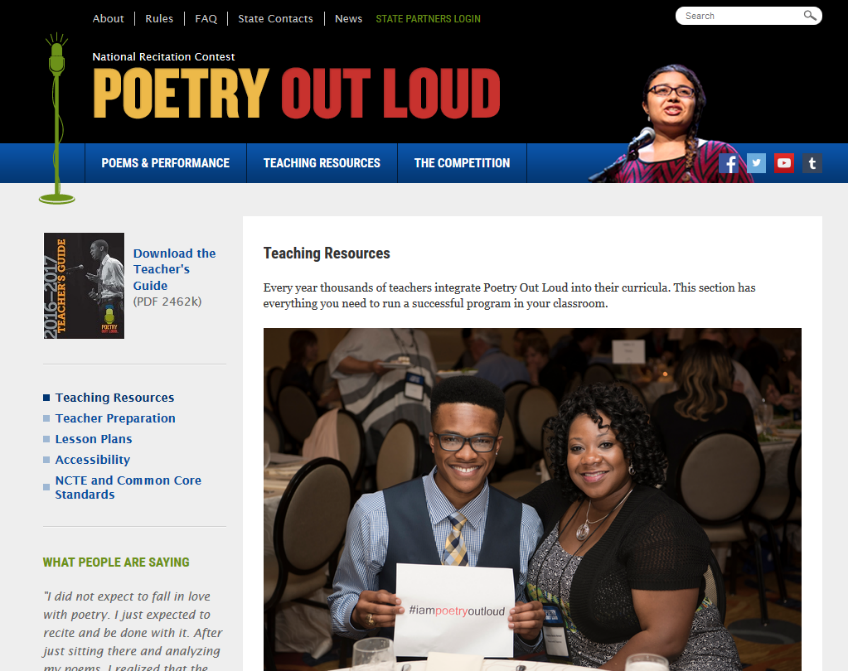 About
Rules
FAQ
State Contacts
News
STATE PARTNERS LOGIN
Search
National Recitation Contest
POETRY OUT LOUD
POEMS & PERFORMANCE
TEACHING RESOURCES
THE COMPETITION
2016–2017
TEACHER'S GUIDE
POETRY
OUT LOUD
Download the
Teacher's
Guide
(PDF 2462k)
Teaching Resources
Teacher Preparation
Lesson Plans
Accessibility
NCTE and Common Core
Standards
WHAT PEOPLE ARE SAYING
"I did not expect to fall in love
with poetry. I just expected to
recite and be done with it. After
just sitting there and analyzing
my poems, I realized that the
Teaching Resources
Every year thousands of teachers integrate Poetry Out Loud into their curricula. This section has
everything you need to run a successful program in your classroom.
#iampoetryoutloud